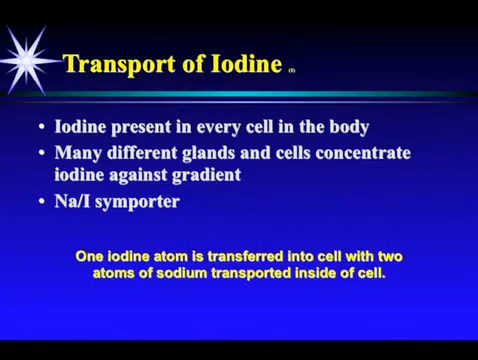 Transport of Iodine
• Iodine present in every cell in the body
• Many different glands and cells concentrate
iodine against gradient
• Na/I symporter
One iodine atom is transferred into cell with two
atoms of sodium transported inside of cell.